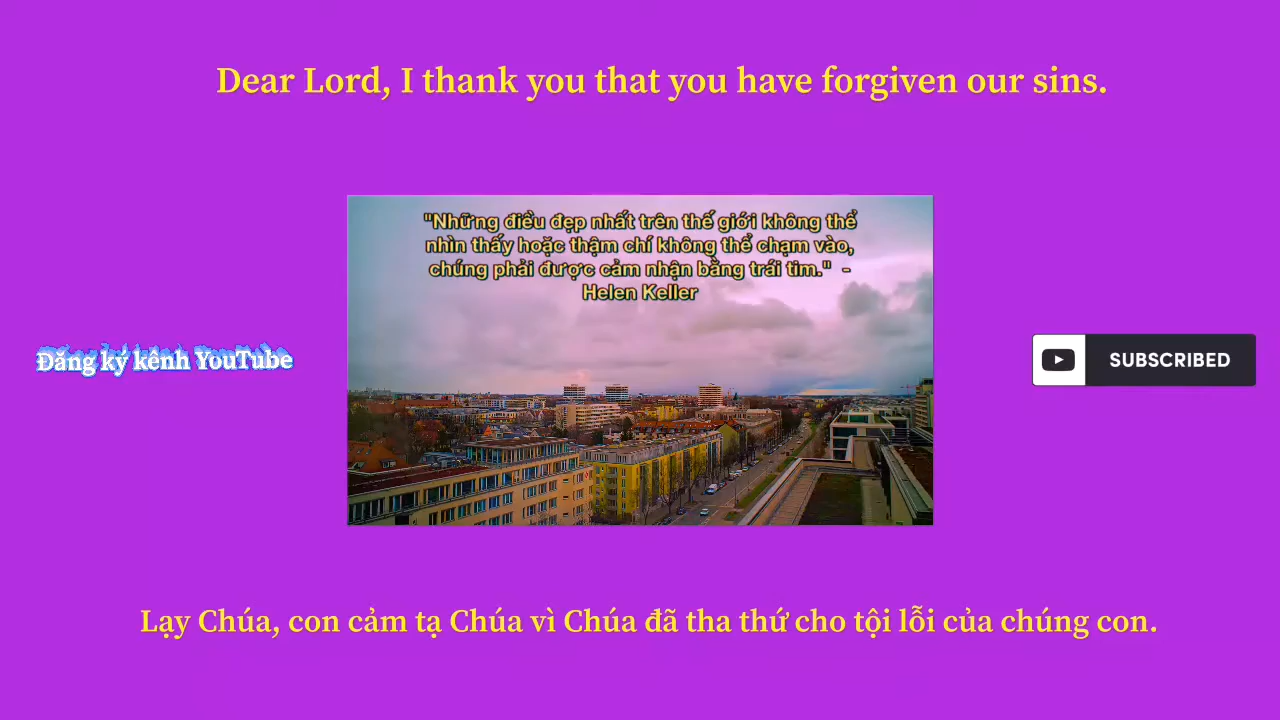 Dear Lord, I thank you that you have forgiven our sins.
"Những điều đẹp nhất trên thế giới không thể
nhìn thấy hoặc thậm chí không thể chạm vào,
chúng phải được cảm nhận bằng trái tim." -
Helen Keller
Đăng ký kênh YouTube
SUBSCRIBED
Lạy Chúa, con cảm tạ Chúa vì Chúa đã tha thứ cho tội lỗi của chúng con.